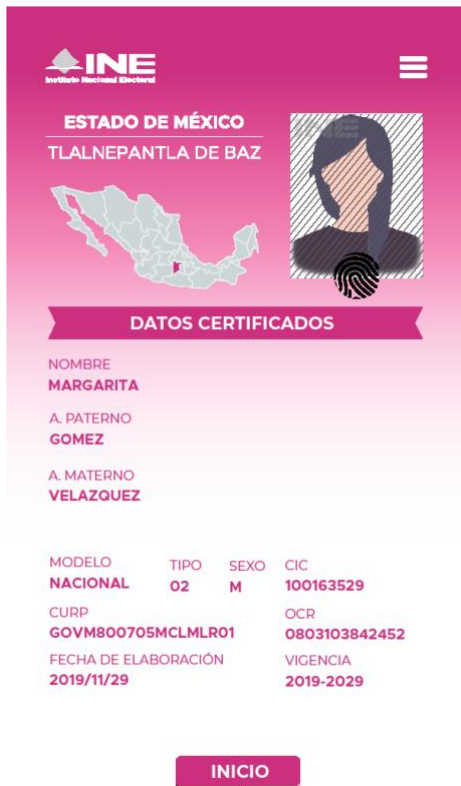 INE
Instituto Nacional Electoral
ESTADO DE MÉXICO
TLALNEPANTLA DE BAZ
INE
DATOS CERTIFICADOS
NOMBRE
MARGARITA
A. PATERNO
GOMEZ
A. MATERNO
VELAZQUEZ
MODELO TIPO SEXO CIC
NACIONAL 02 M 100163529
CURP OCR
GOVM800705MCLMLR01 0803103842452
FECHA DE ELABORACIÓN VIGENCIA
2019/11/29 2019-2029
INICIO